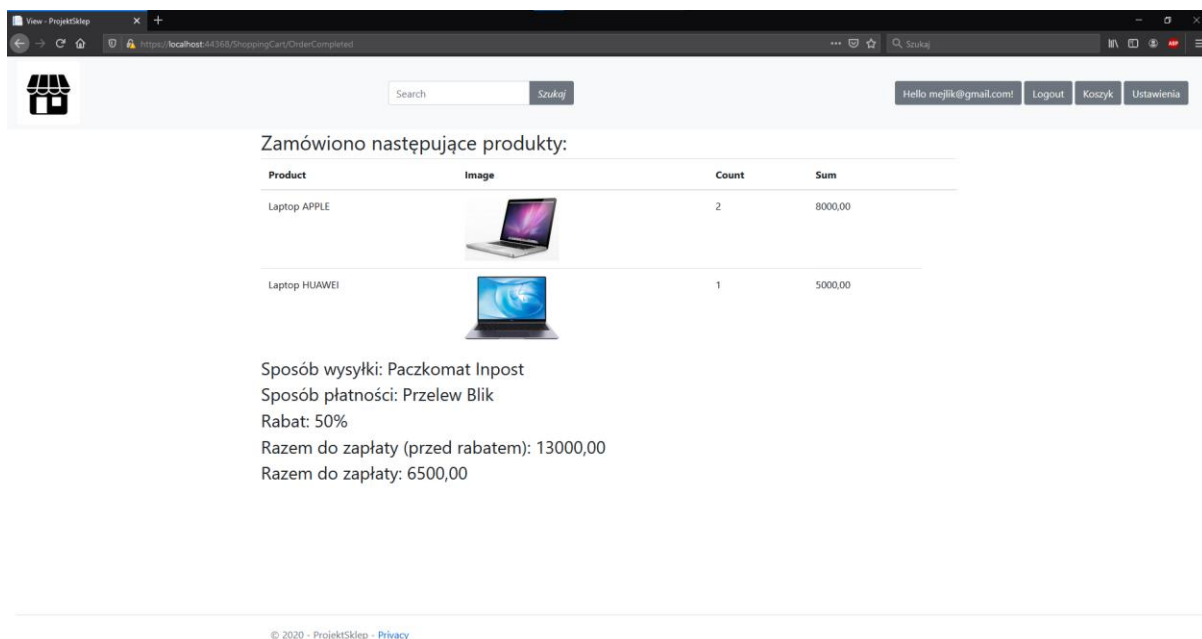 View - ProjektSklep
https://localhost:44368/ShoppingCart/OrderCompleted
Szukaj
ABP
Search
Szukaj
Hello mejlik@gmail.com!
Logout
Koszyk
Ustawienia
Zamówiono następujące produkty:
Product Image Count Sum
Laptop APPLE 2 8000,00
Laptop HUAWEI 1 5000,00
Sposób wysyłki: Paczkomat Inpost
Sposób płatności: Przelew Blik
Rabat: 50%
Razem do zapłaty (przed rabatem): 13000,00
Razem do zapłaty: 6500,00
© 2020 - ProjektSklep - Privacy